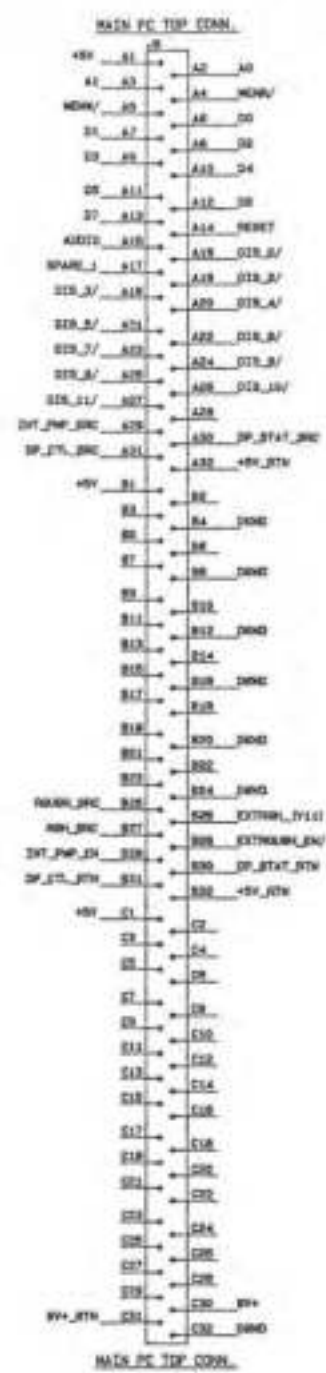 MAIN PC TOP CONN.
+5V A1
A2 A0
A1 A3
A4 MEMR/
MEMW/ A5
A6 D0
D1 A7
A8 D2
D3 A9
A10 D4
D5 A11
A12 D6
D7 A13
A14 RESET
AUDIO A15
A16 DIS_0/
SPARE_1 A17
A18 DIS_2/
DIS_3/ A19
A20 DIS_4/
DIS_5/ A21
A22 DIS_6/
DIS_7/ A23
A24 DIS_8/
A25
A26 DIS_10/
DIS_11/ A27
A28
INT_PWP_SRC A29
A30 DP_STAT_SRC
DP_CTL_SRC A31
A32 +5V_RTN
+5V B1
B2
B3
B4 DGND
B5
B6
B7
B8 DGND
B9
B10
B11
B12 DGND
B13
B14
B15
B16 DGND
B17
B18
B19
B20 DGND
B21
B22
B23
B24 DGND
ROUGH_SRC B25
B26
B27
B28
INT_PWP_EN B29
B30 DP_STAT_RTN
DP_CTL_RTN B31
B32 +5V_RTN
+5V C1
C2
C3
C4
C5
C6
C7
C8
C9
C10
C11
C12
C13
C14
C15
C16
C17
C18
C19
C20
C21
C22
C23
C24
C25
C26
C27
C28
C29
C30
C31
C32 DGND
MAIN PC TOP CONN.